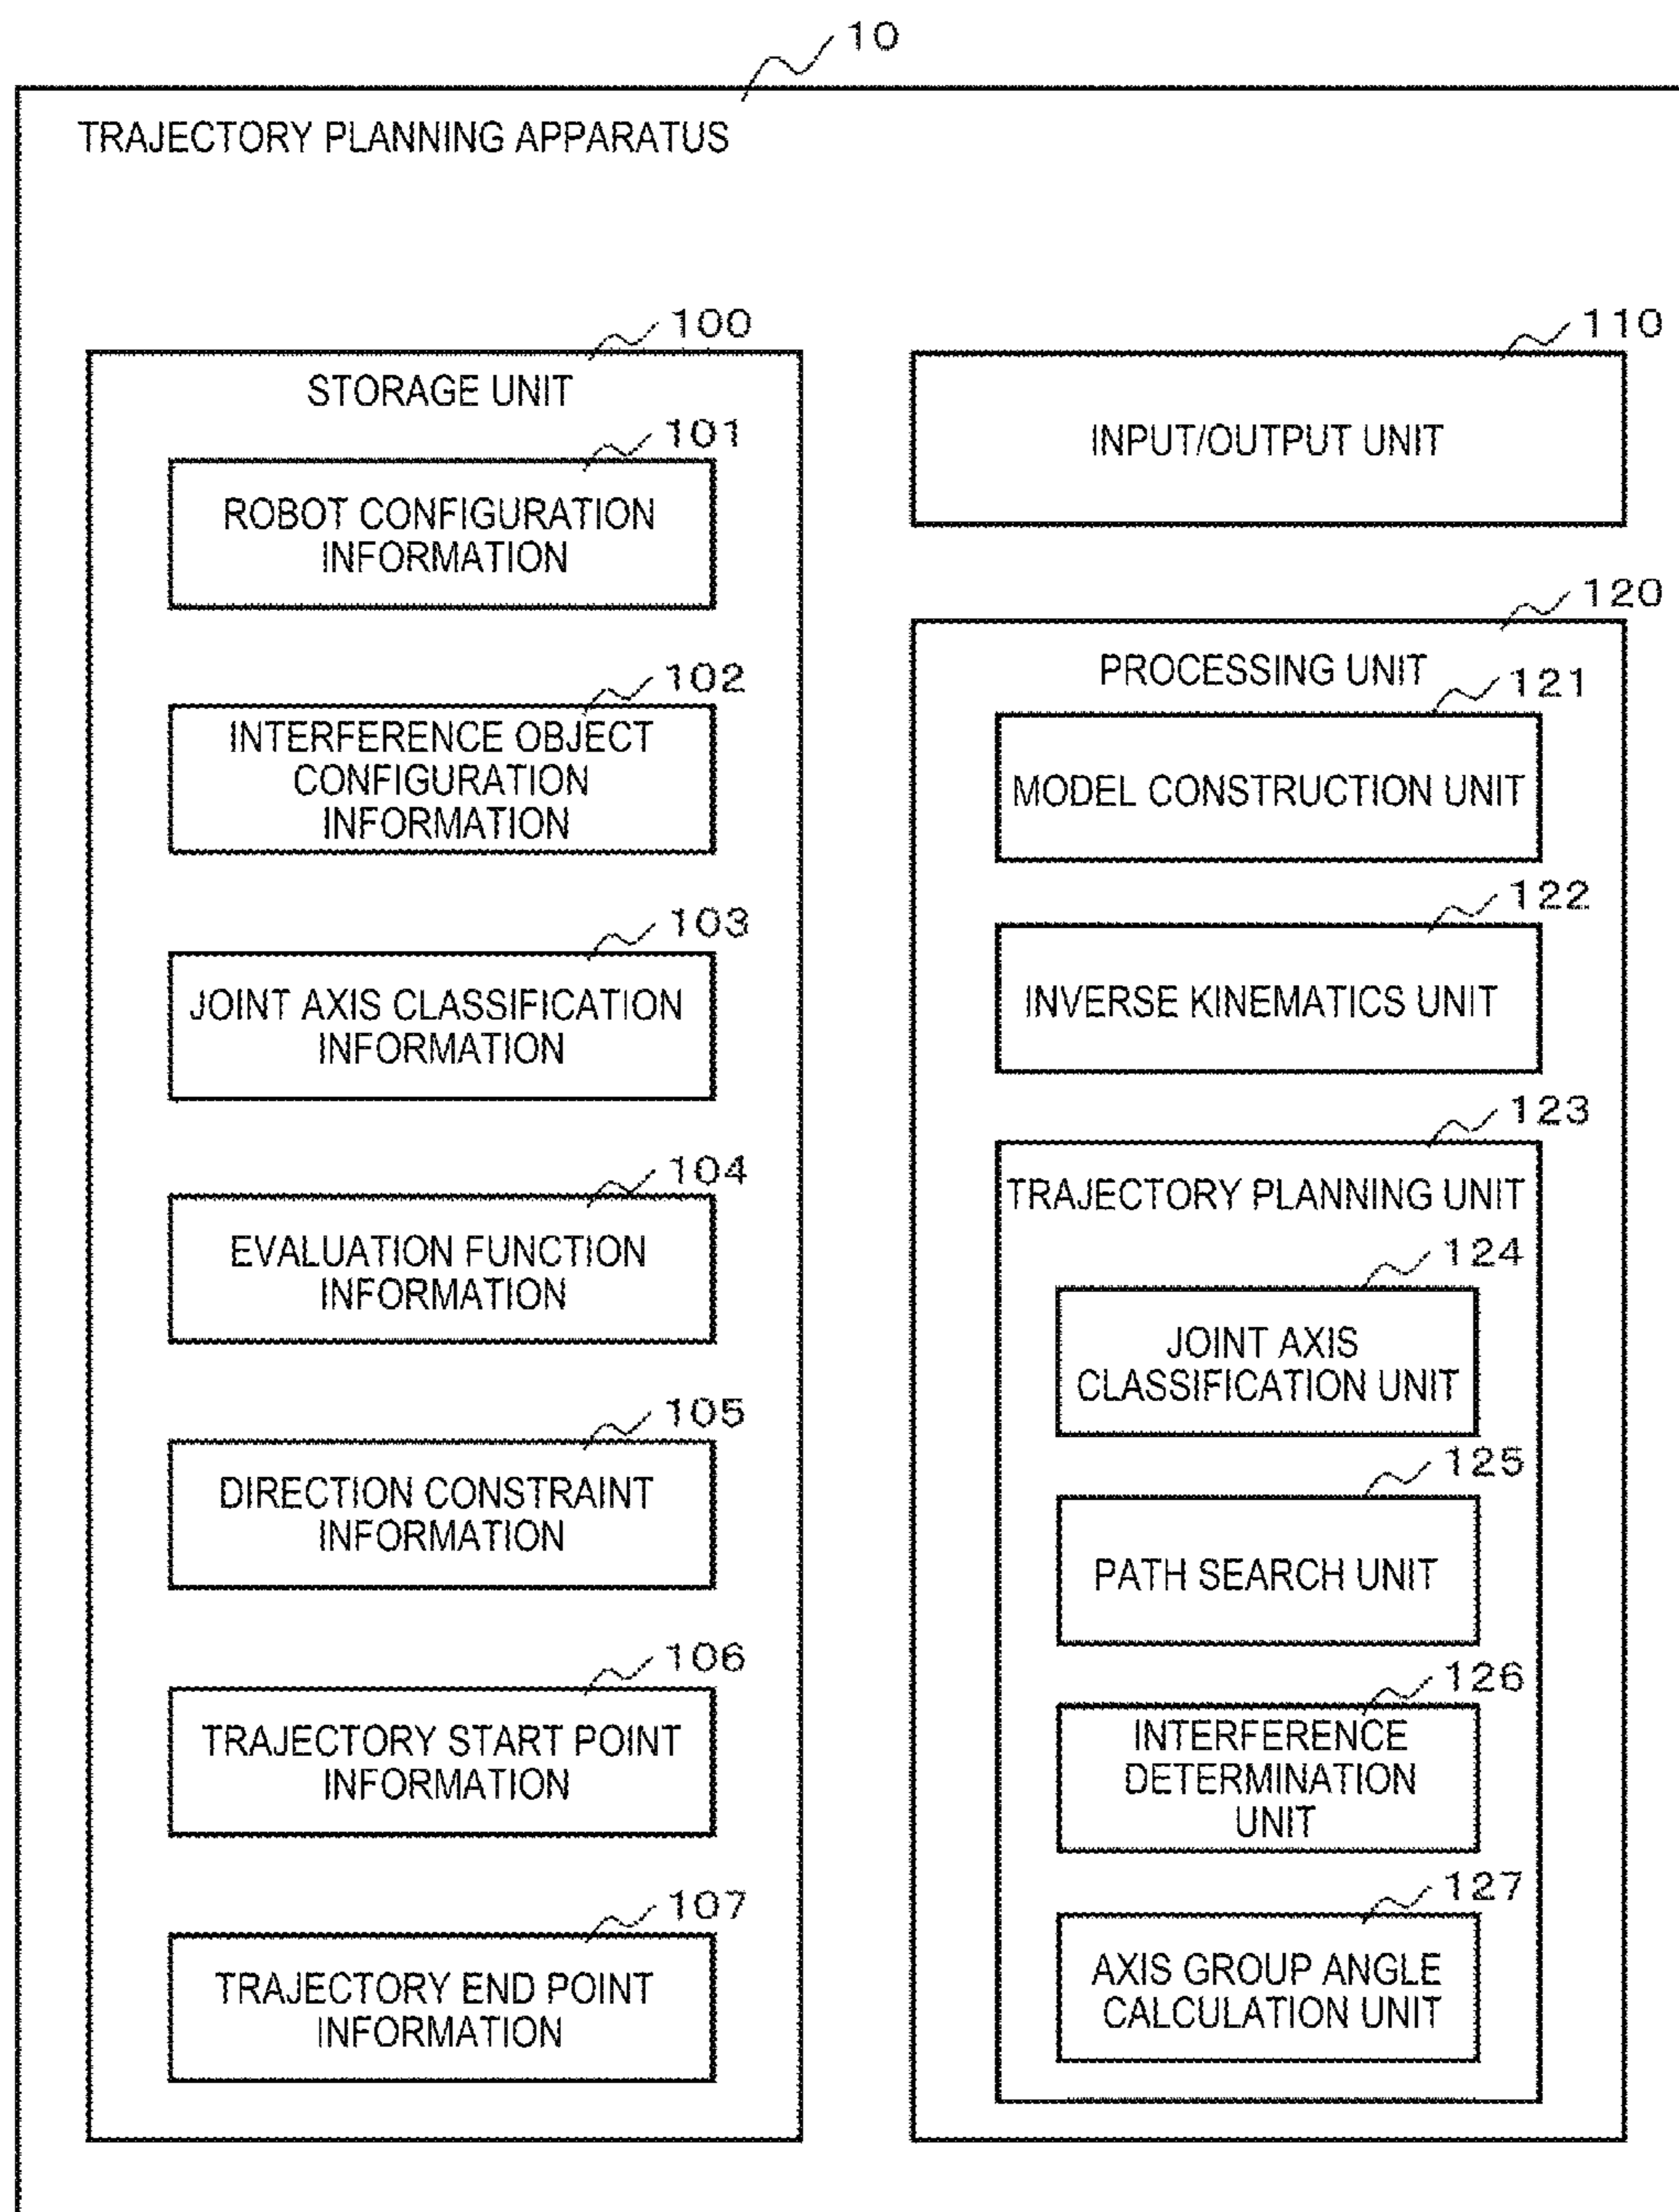 10
TRAJECTORY PLANNING APPARATUS
100
STORAGE UNIT
101
ROBOT CONFIGURATION
INFORMATION
102
INTERFERENCE OBJECT
CONFIGURATION
INFORMATION
103
JOINT AXIS CLASSIFICATION
INFORMATION
104
EVALUATION FUNCTION
INFORMATION
105
DIRECTION CONSTRAINT
INFORMATION
106
TRAJECTORY START POINT
INFORMATION
107
TRAJECTORY END POINT
INFORMATION
110
INPUT/OUTPUT UNIT
120
PROCESSING UNIT
121
MODEL CONSTRUCTION UNIT
122
INVERSE KINEMATICS UNIT
123
TRAJECTORY PLANNING UNIT
124
JOINT AXIS
CLASSIFICATION UNIT
125
PATH SEARCH UNIT
126
INTERFERENCE
DETERMINATION
UNIT
127
AXIS GROUP ANGLE
CALCULATION UNIT